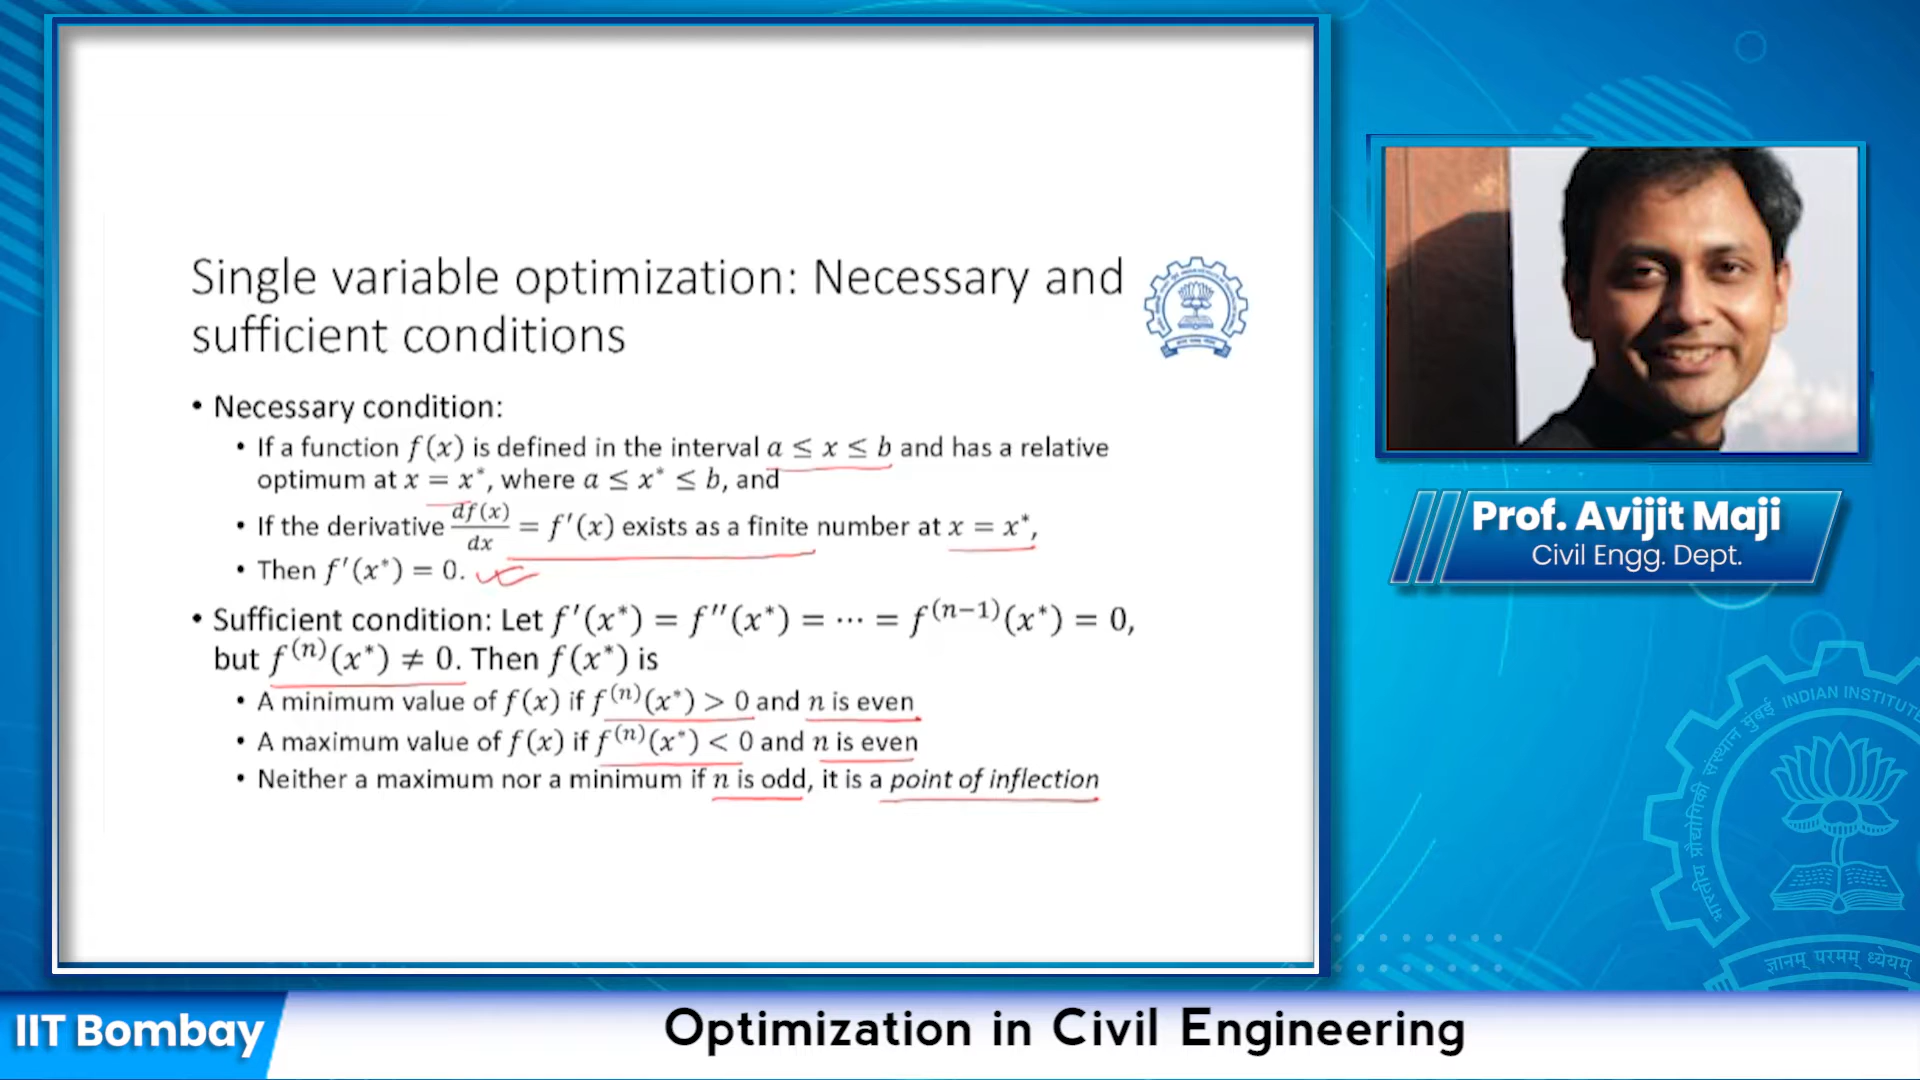 Single variable optimization: Necessary and
sufficient conditions
• Necessary condition:
• If a function f(x) is defined in the interval a ≤ x ≤ b and has a relative
optimum at x = x*, where a ≤ x* ≤ b, and
• If the derivative df(x)/dx = f′(x) exists as a finite number at x = x*,
• Then f′(x*) = 0.
• Sufficient condition: Let f′(x*) = f″(x*) = ⋯ = f^(n−1)(x*) = 0,
but f^(n)(x*) ≠ 0. Then f(x*) is
• A minimum value of f(x) if f^(n)(x*) > 0 and n is even
• A maximum value of f(x) if f^(n)(x*) < 0 and n is even
• Neither a maximum nor a minimum if n is odd, it is a point of inflection
Prof. Avijit Maji
Civil Engg. Dept.
भारतीय प्रौद्योगिकी संस्थान मुंबई INDIAN INSTITUTE
ज्ञानम् परमम् ध्येयम्
IIT Bombay
Optimization in Civil Engineering